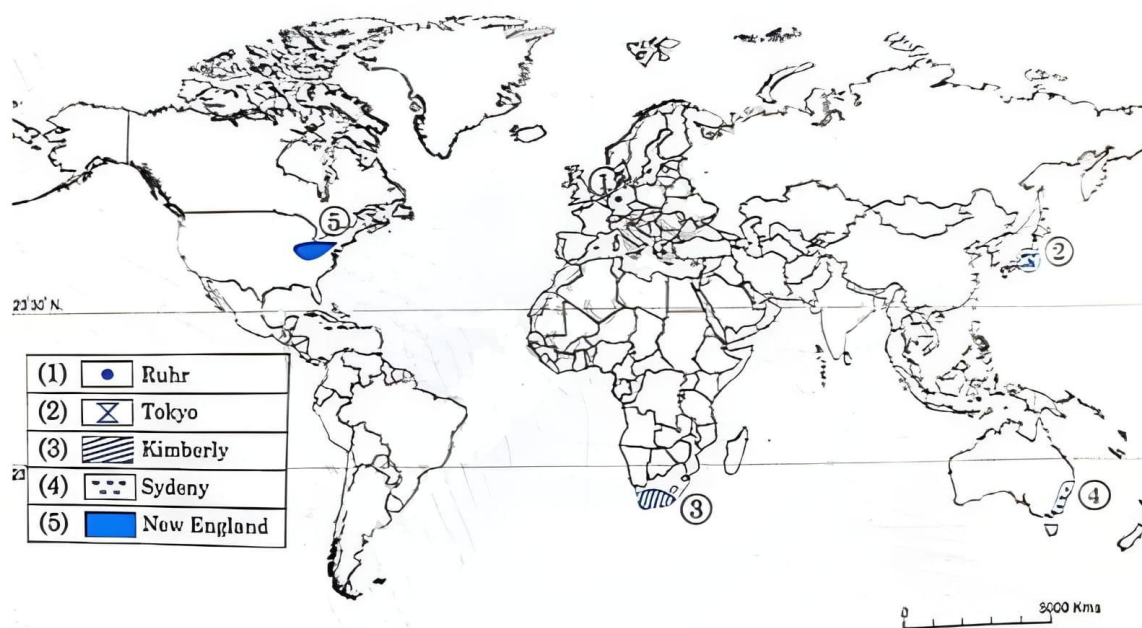 ①
⑤
②
23°30' N.
(1) Ruhr
(2) Tokyo
(3) Kimberly
23
(4) Sydeny
④
③
(5) New England
0 3000 Kms